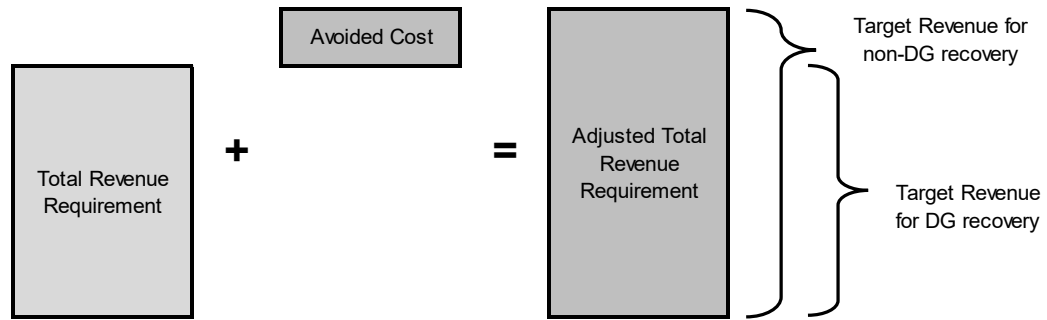 Avoided Cost
Total Revenue
Requirement
+
=
Adjusted Total
Revenue
Requirement
Target Revenue for
non-DG recovery
Target Revenue
for DG recovery